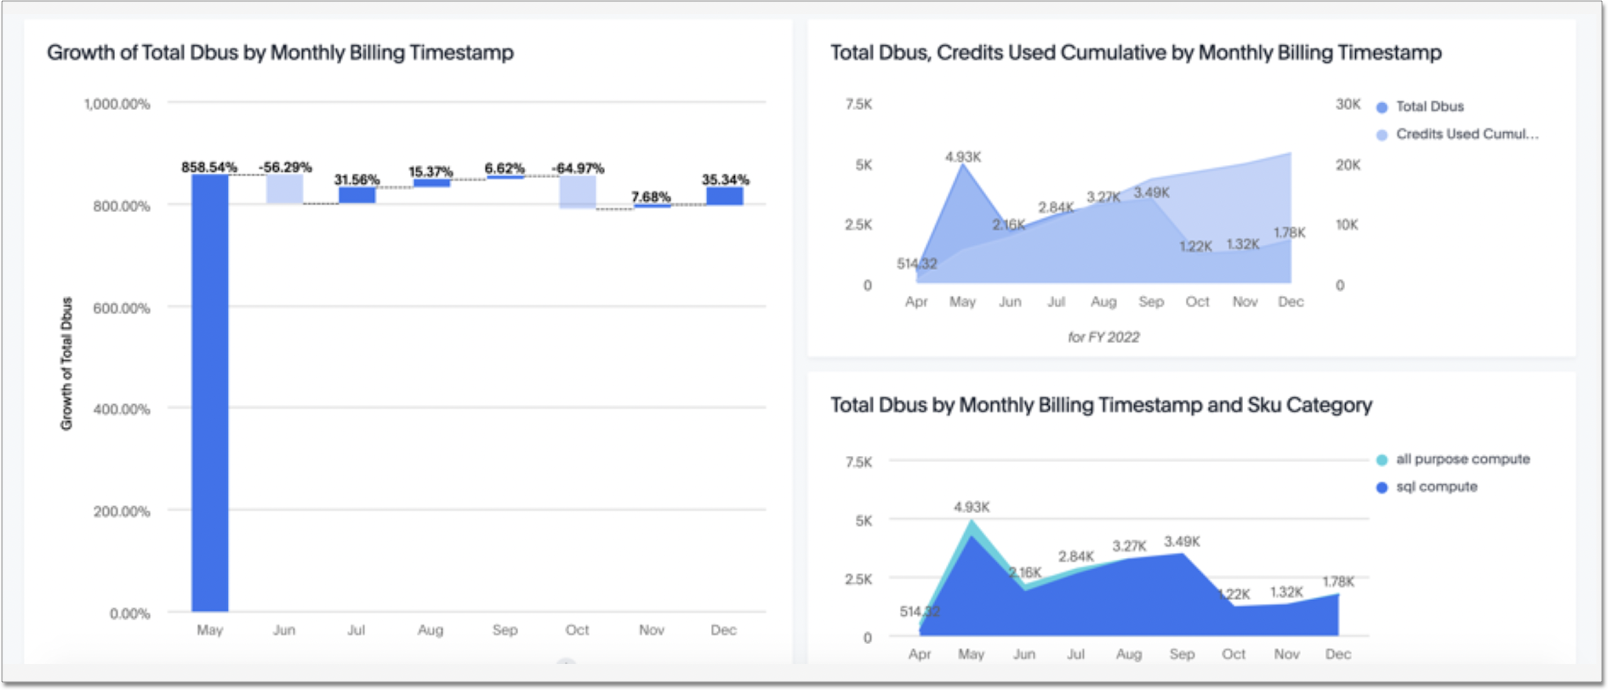 Growth of Total Dbus by Monthly Billing Timestamp
1,000.00%
800.00%
600.00%
400.00%
200.00%
0.00%
Growth of Total Dbus
858.54%
-56.29%
31.56%
15.37%
6.62%
-64.97%
7.68%
35.34%
May Jun Jul Aug Sep Oct Nov Dec
Total Dbus, Credits Used Cumulative by Monthly Billing Timestamp
7.5K
5K
2.5K
0
514.32
4.93K
2.16K
2.84K
3.27K
3.49K
1.22K
1.32K
1.78K
30K
20K
10K
0
Apr May Jun Jul Aug Sep Oct Nov Dec
for FY 2022
Total Dbus
Credits Used Cumul...
Total Dbus by Monthly Billing Timestamp and Sku Category
7.5K
5K
2.5K
0
514.32
4.93K
2.16K
2.84K
3.27K
3.49K
1.22K
1.32K
1.78K
Apr May Jun Jul Aug Sep Oct Nov Dec
all purpose compute
sql compute